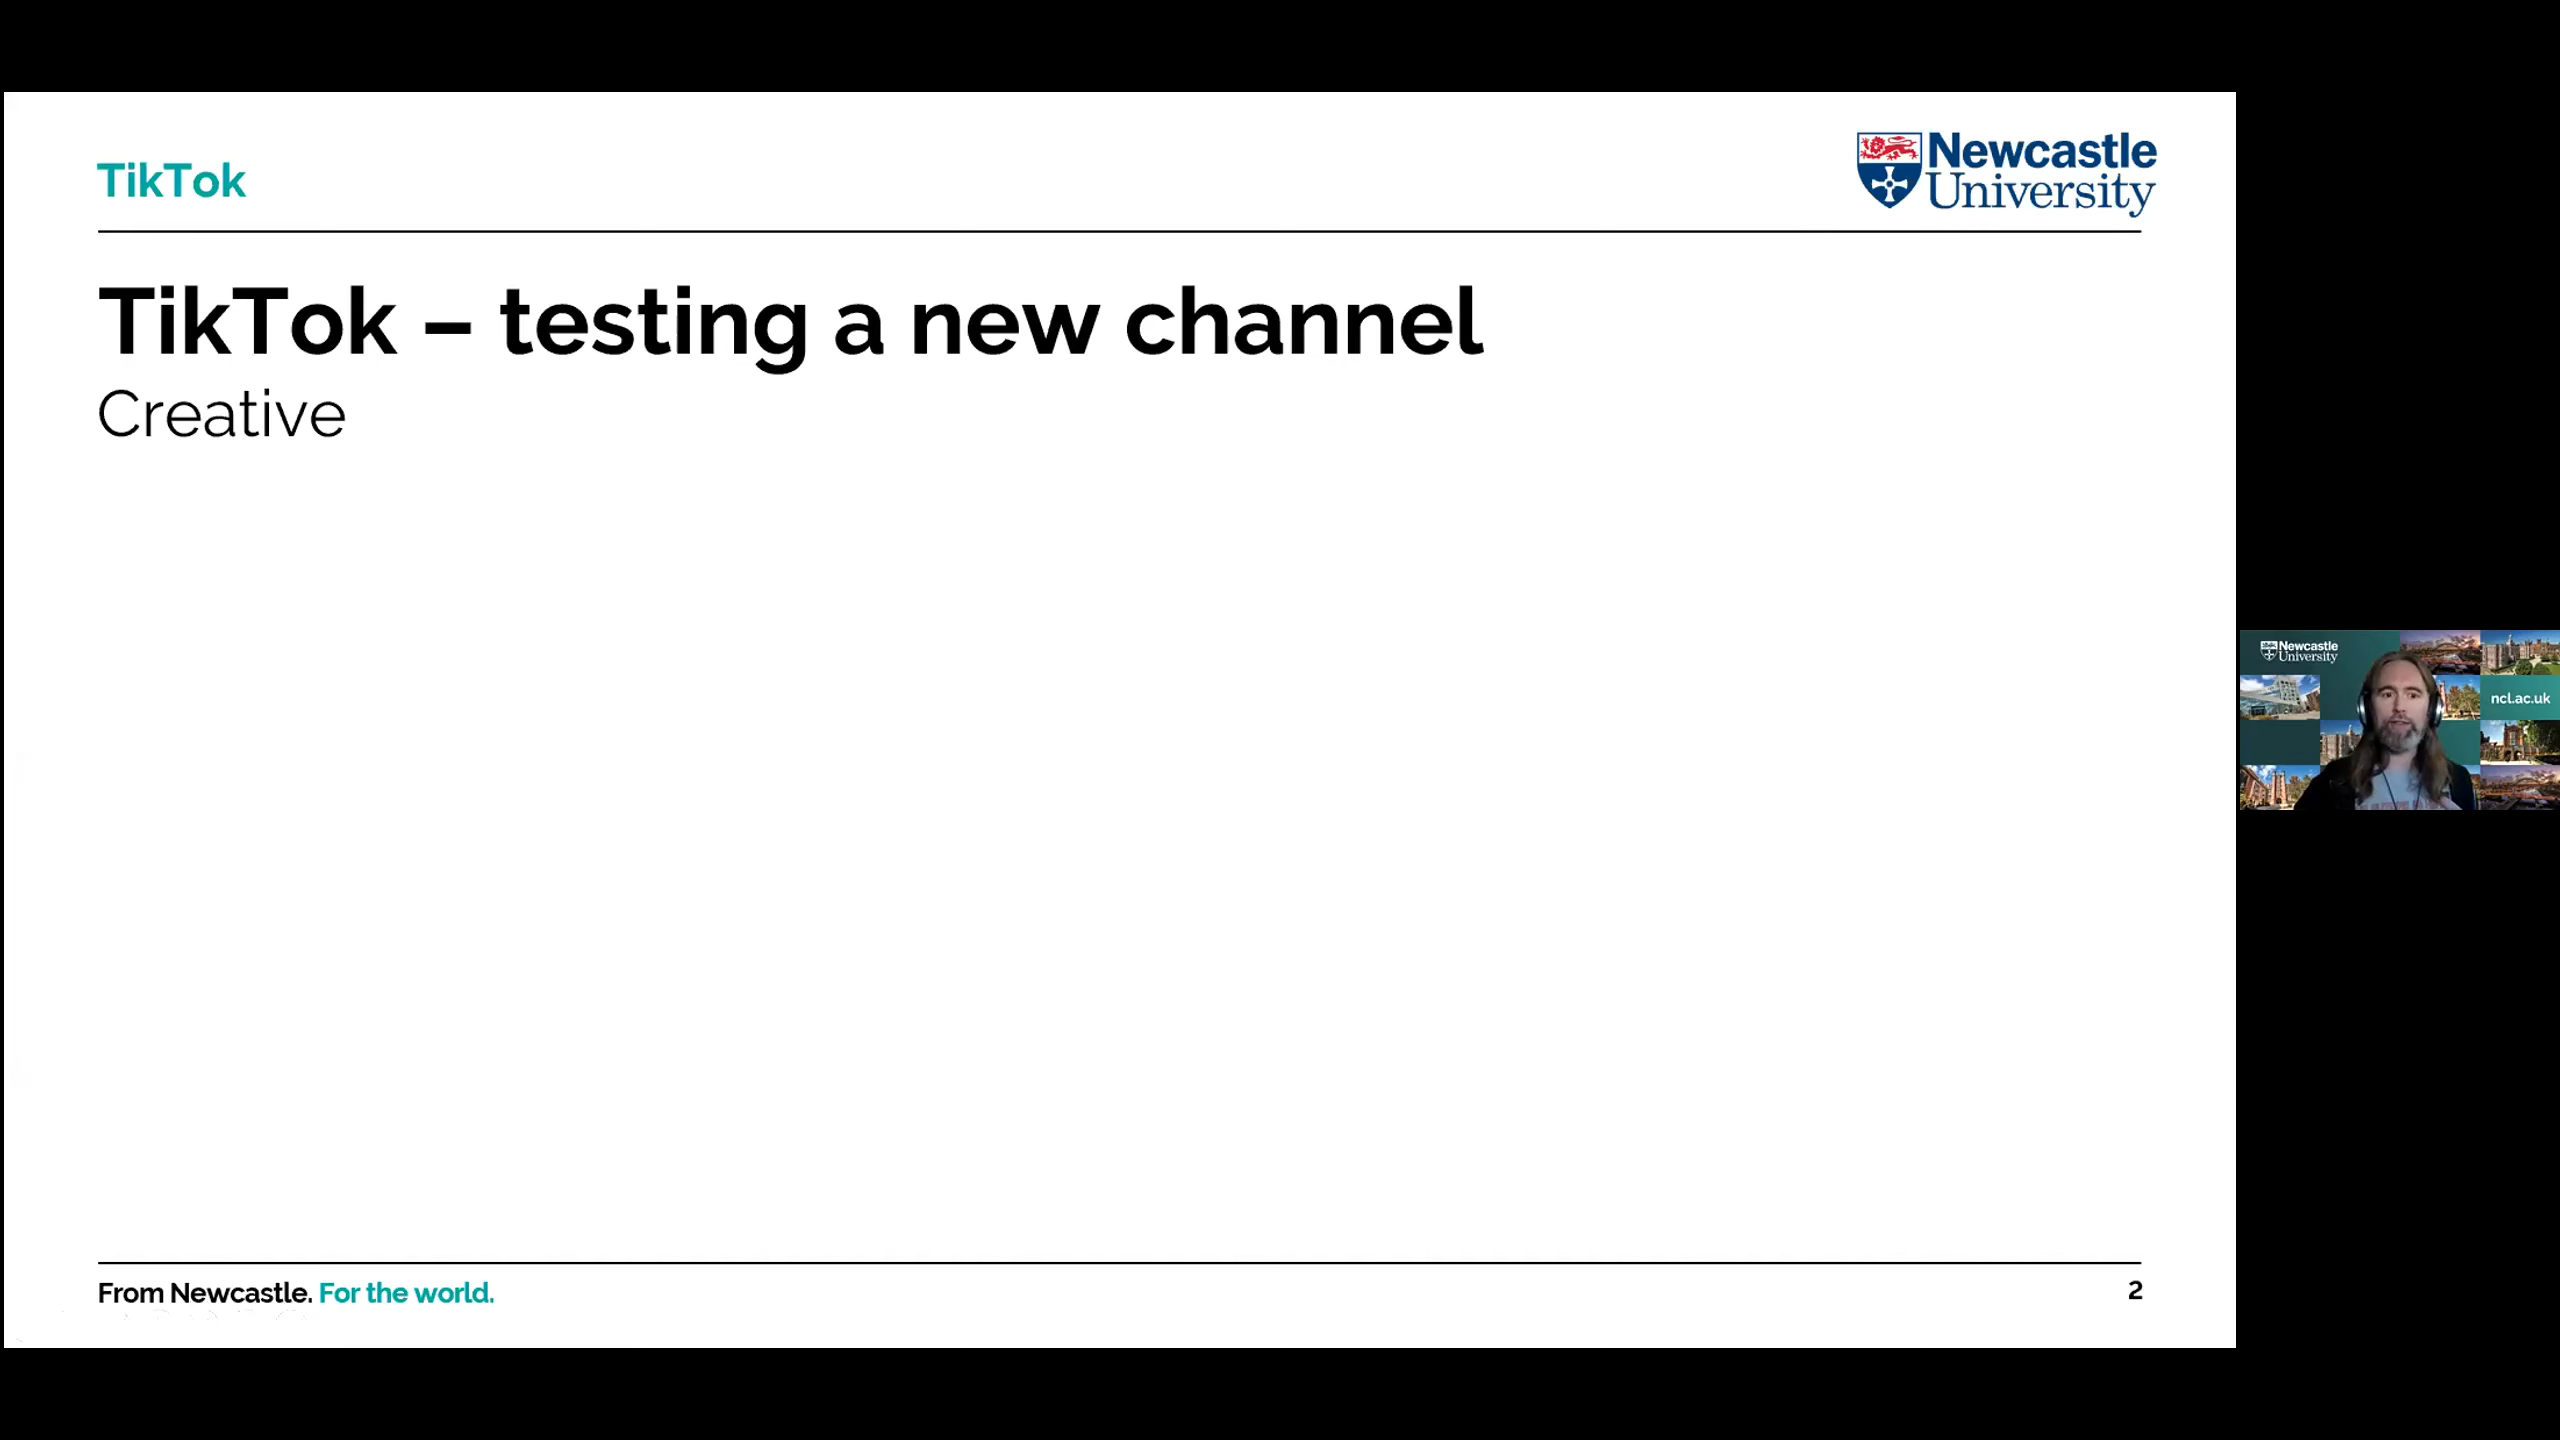 TikTok
Newcastle
University
TikTok – testing a new channel
Creative
Newcastle
University
ncl.ac.uk
From Newcastle. For the world.
2